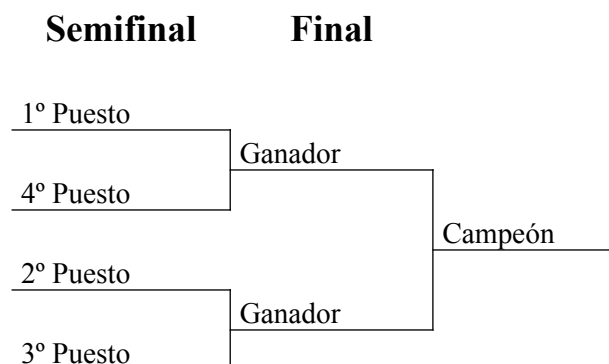 Semifinal Final
1º Puesto
Ganador
4º Puesto
Campeón
2º Puesto
Ganador
3º Puesto